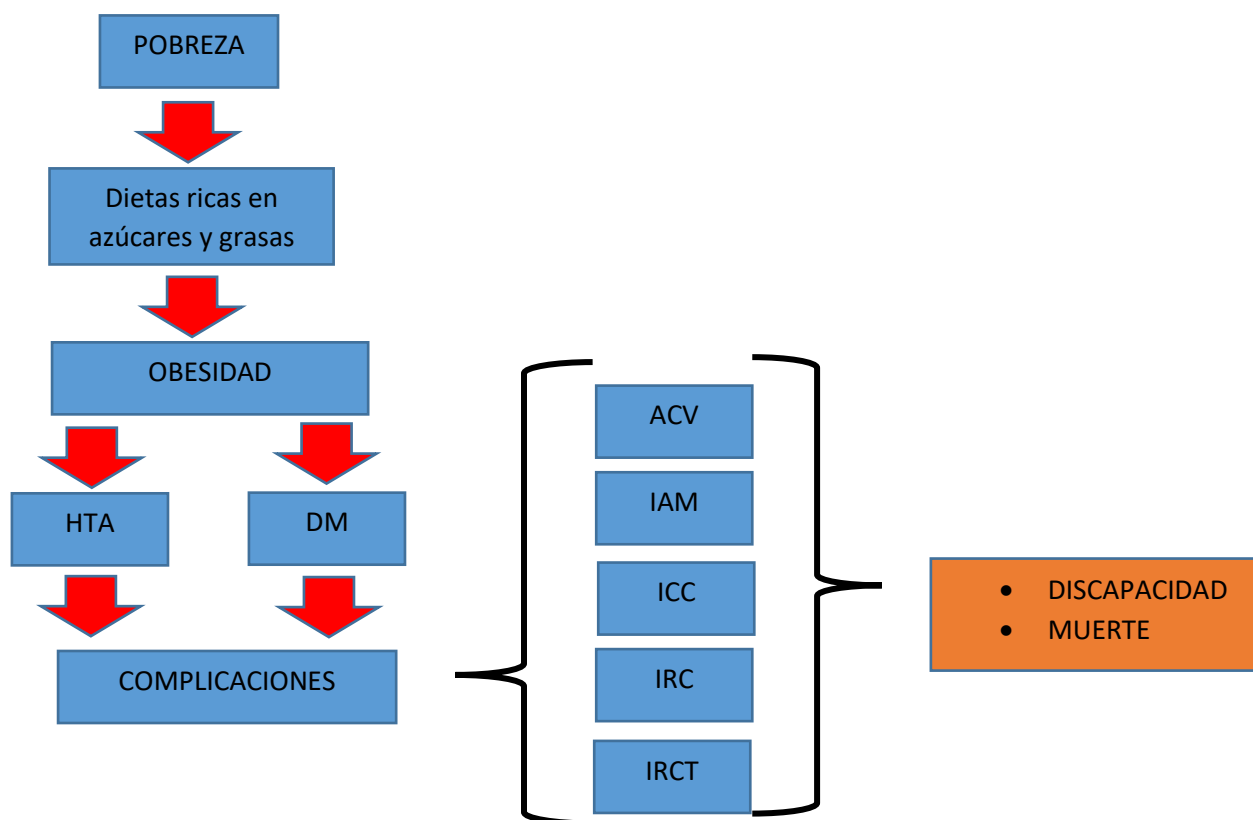 POBREZA
Dietas ricas en
azúcares y grasas
OBESIDAD
HTA
DM
COMPLICACIONES
ACV
IAM
ICC
IRC
IRCT
• DISCAPACIDAD
• MUERTE